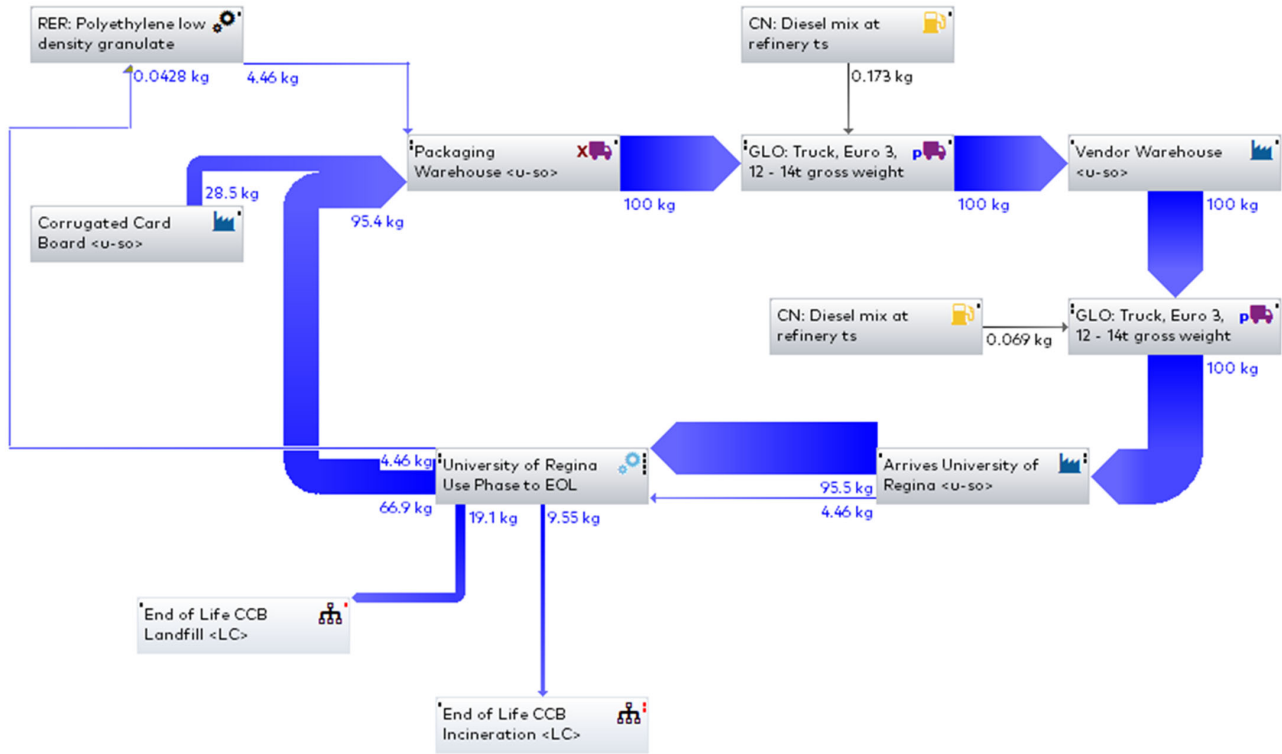 RER: Polyethylene low
density granulate
CN: Diesel mix at
refinery ts
0.0428 kg
4.46 kg
0.173 kg
Packaging
Warehouse <u-so>
X
GLO: Truck, Euro 3,
12 - 14t gross weight
p
Vendor Warehouse
<u-so>
28.5 kg
95.4 kg
100 kg
100 kg
100 kg
Corrugated Card
Board <u-so>
CN: Diesel mix at
refinery ts
0.069 kg
GLO: Truck, Euro 3,
12 - 14t gross weight
p
100 kg
4.46 kg
University of Regina
Use Phase to EOL
Arrives University of
Regina <u-so>
95.5 kg
4.46 kg
66.9 kg
19.1 kg
9.55 kg
End of Life CCB
Landfill <LC>
End of Life CCB
Incineration <LC>